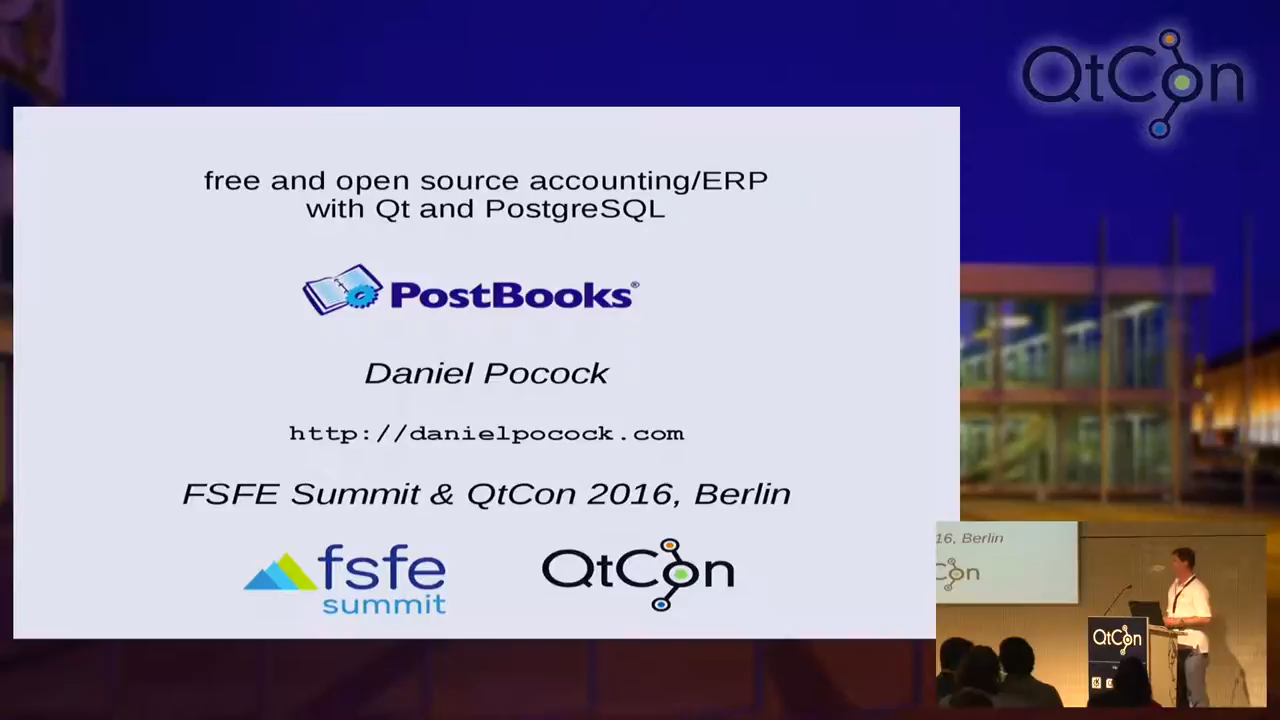 QtCon
free and open source accounting/ERP
with Qt and PostgreSQL
PostBooks®
Daniel Pocock
http://danielpocock.com
FSFE Summit & QtCon 2016, Berlin
fsfe
summit
QtCon
16, Berlin
Con
QtCon